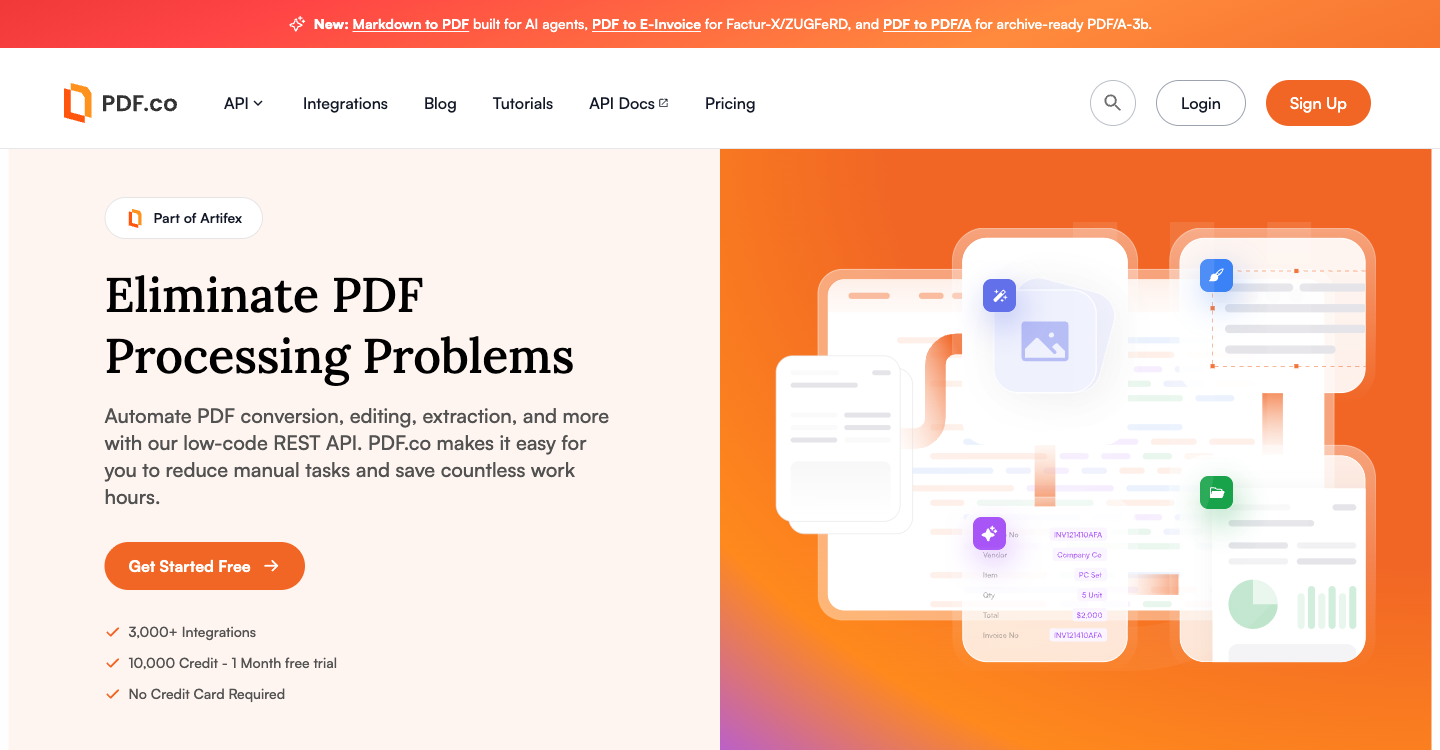 New: Markdown to PDF built for AI agents, PDF to E-Invoice for Factur-X/ZUGFeRD, and PDF to PDF/A for archive-ready PDF/A-3b.
PDF.co API Integrations Blog Tutorials API Docs Pricing Login Sign Up
Part of Artifex
Eliminate PDF
Processing Problems
Automate PDF conversion, editing, extraction, and more
with our low-code REST API. PDF.co makes it easy for
you to reduce manual tasks and save countless work
hours.
Get Started Free
3,000+ Integrations
10,000 Credit - 1 Month free trial
No Credit Card Required
No INV121410AFA
Vendor Company Co
Item PC Set
Qty 5 Unit
Total $2,000
Invoice No INV121410AFA